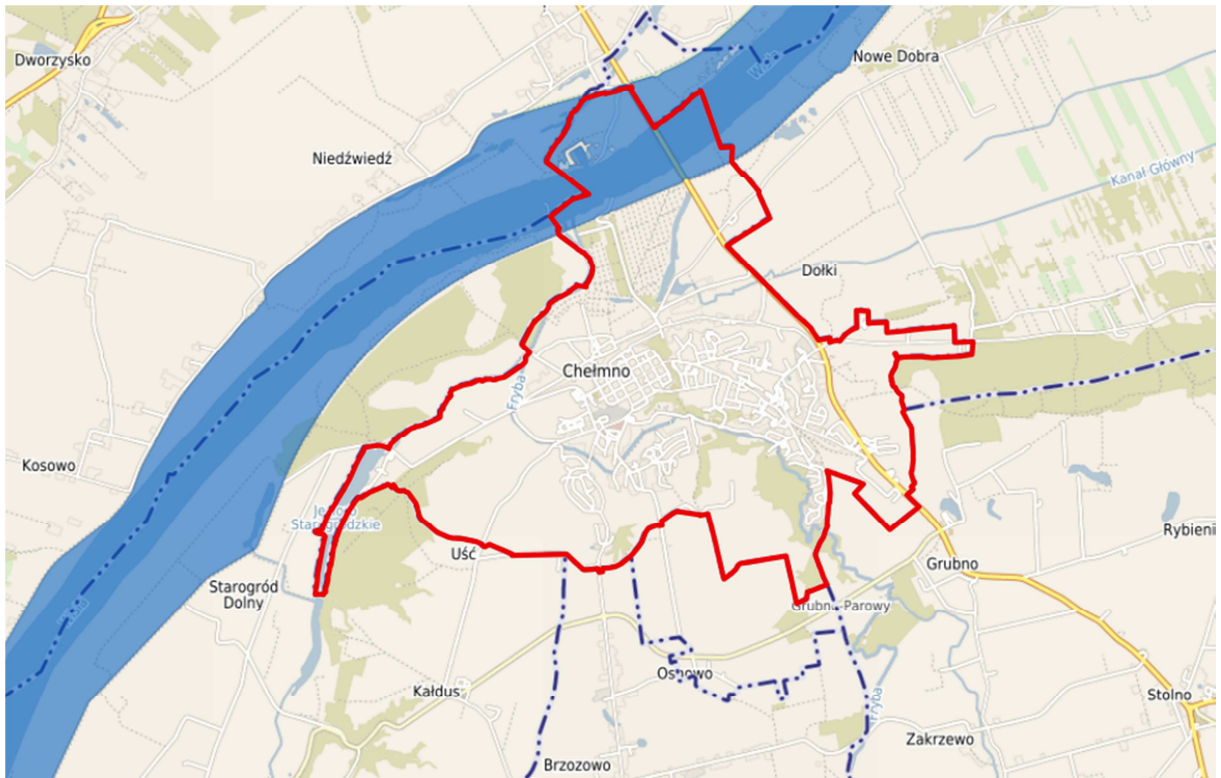 Dworzysko
Wisła
Nowe Dobra
Niedźwiedź
Kanał Główny
Dołki
Chełmno
Fryba
Kosowo
Jezioro
Starogrodzkie
Rybieni
Uść
Grubno
Starogród
Dolny
Grubno-Parowy
Osnowo
Kałdus
Stolno
Fryba
Zakrzewo
Brzozowo